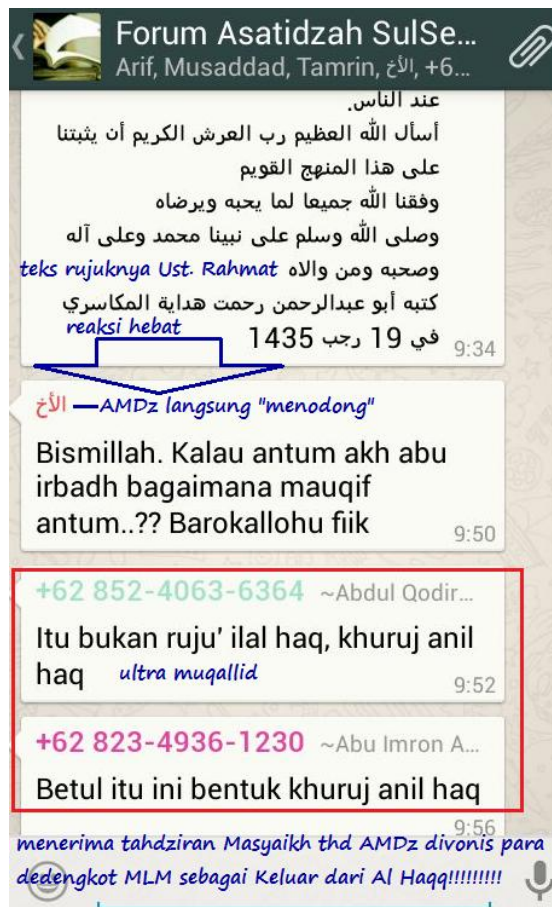 Forum Asatidzah SulSe...
Arif, Musaddad, Tamrin, الأخ, +6...
عند الناس.
أسأل الله العظيم رب العرش الكريم أن يثبتنا
على هذا المنهج القويم
وفقنا الله جميعا لما يحبه ويرضاه
وصلى الله وسلم على نبينا محمد وعلى آله
وصحبه ومن والاه teks rujuknya Ust. Rahmat
كتبه أبو عبدالرحمن رحمت هداية المكاسري
reaksi hebat
في 19 رجب 1435
9:34
الأخ AMDz langsung "menodong"
Bismillah. Kalau antum akh abu
irbadh bagaimana mauqif
antum..?? Barokallohu fiik
9:50
+62 852-4063-6364 ~Abdul Qodir...
Itu bukan ruju' ilal haq, khuruj anil
haq ultra muqallid
9:52
+62 823-4936-1230 ~Abu Imron A...
Betul itu ini bentuk khuruj anil haq
9:56
menerima tahdziran Masyaikh thd AMDz divonis para
dedengkot MLM sebagai Keluar dari Al Haqq!!!!!!!!!